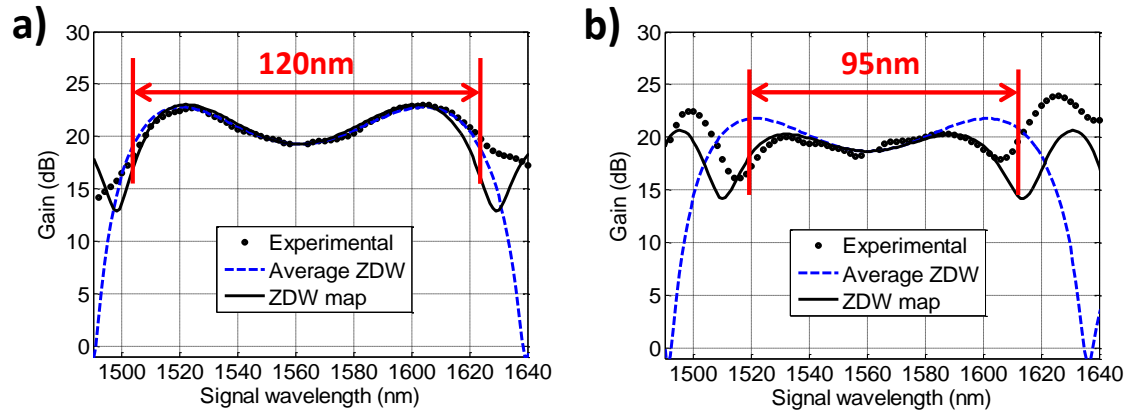 a)
30
25
20
15
10
5
0
Gain (dB)
120nm
Experimental
Average ZDW
ZDW map
1500 1520 1540 1560 1580 1600 1620 1640
Signal wavelength (nm)
b)
30
25
20
15
10
5
0
Gain (dB)
95nm
Experimental
Average ZDW
ZDW map
1500 1520 1540 1560 1580 1600 1620 1640
Signal wavelength (nm)